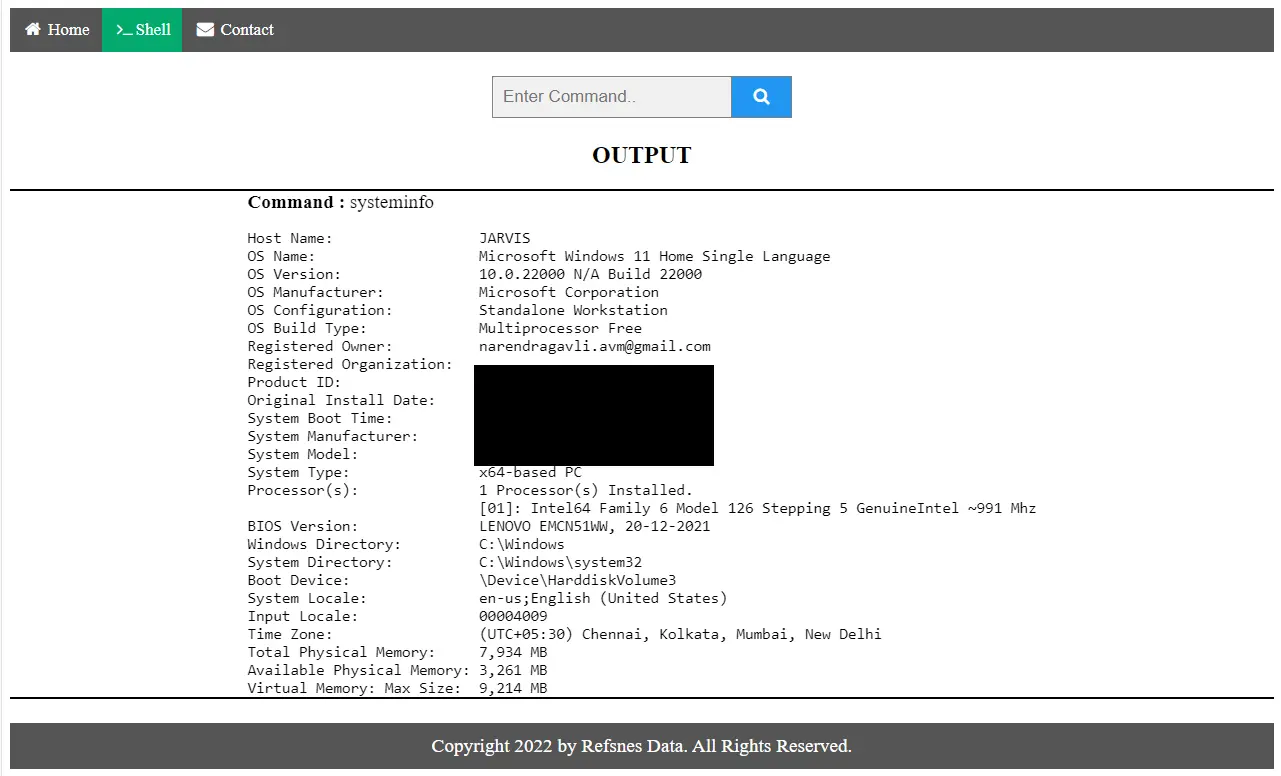 Home >_Shell Contact
Enter Command..
OUTPUT
Command : systeminfo
Host Name: JARVIS
OS Name: Microsoft Windows 11 Home Single Language
OS Version: 10.0.22000 N/A Build 22000
OS Manufacturer: Microsoft Corporation
OS Configuration: Standalone Workstation
OS Build Type: Multiprocessor Free
Registered Owner: narendragavli.avm@gmail.com
Registered Organization:
Product ID:
Original Install Date:
System Boot Time:
System Manufacturer:
System Model:
System Type: x64-based PC
Processor(s): 1 Processor(s) Installed.
[01]: Intel64 Family 6 Model 126 Stepping 5 GenuineIntel ~991 Mhz
BIOS Version: LENOVO EMCN51WW, 20-12-2021
Windows Directory: C:\Windows
System Directory: C:\Windows\system32
Boot Device: \Device\HarddiskVolume3
System Locale: en-us;English (United States)
Input Locale: 00004009
Time Zone: (UTC+05:30) Chennai, Kolkata, Mumbai, New Delhi
Total Physical Memory: 7,934 MB
Available Physical Memory: 3,261 MB
Virtual Memory: Max Size: 9,214 MB
Copyright 2022 by Refsnes Data. All Rights Reserved.